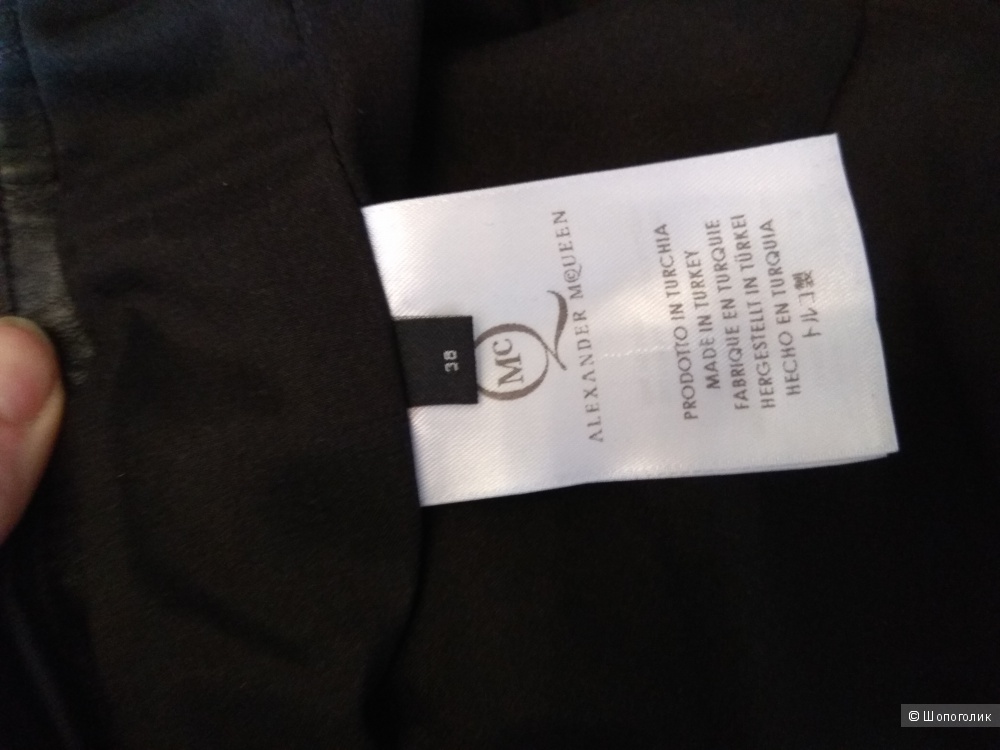 38
MC
ALEXANDER MCQUEEN
PRODOTTO IN TURCHIA
MADE IN TURKEY
FABRIQUE EN TURQUIE
HERGESTELLT IN TÜRKEI
HECHO EN TURQUIA
トルコ製
© Шопоголик